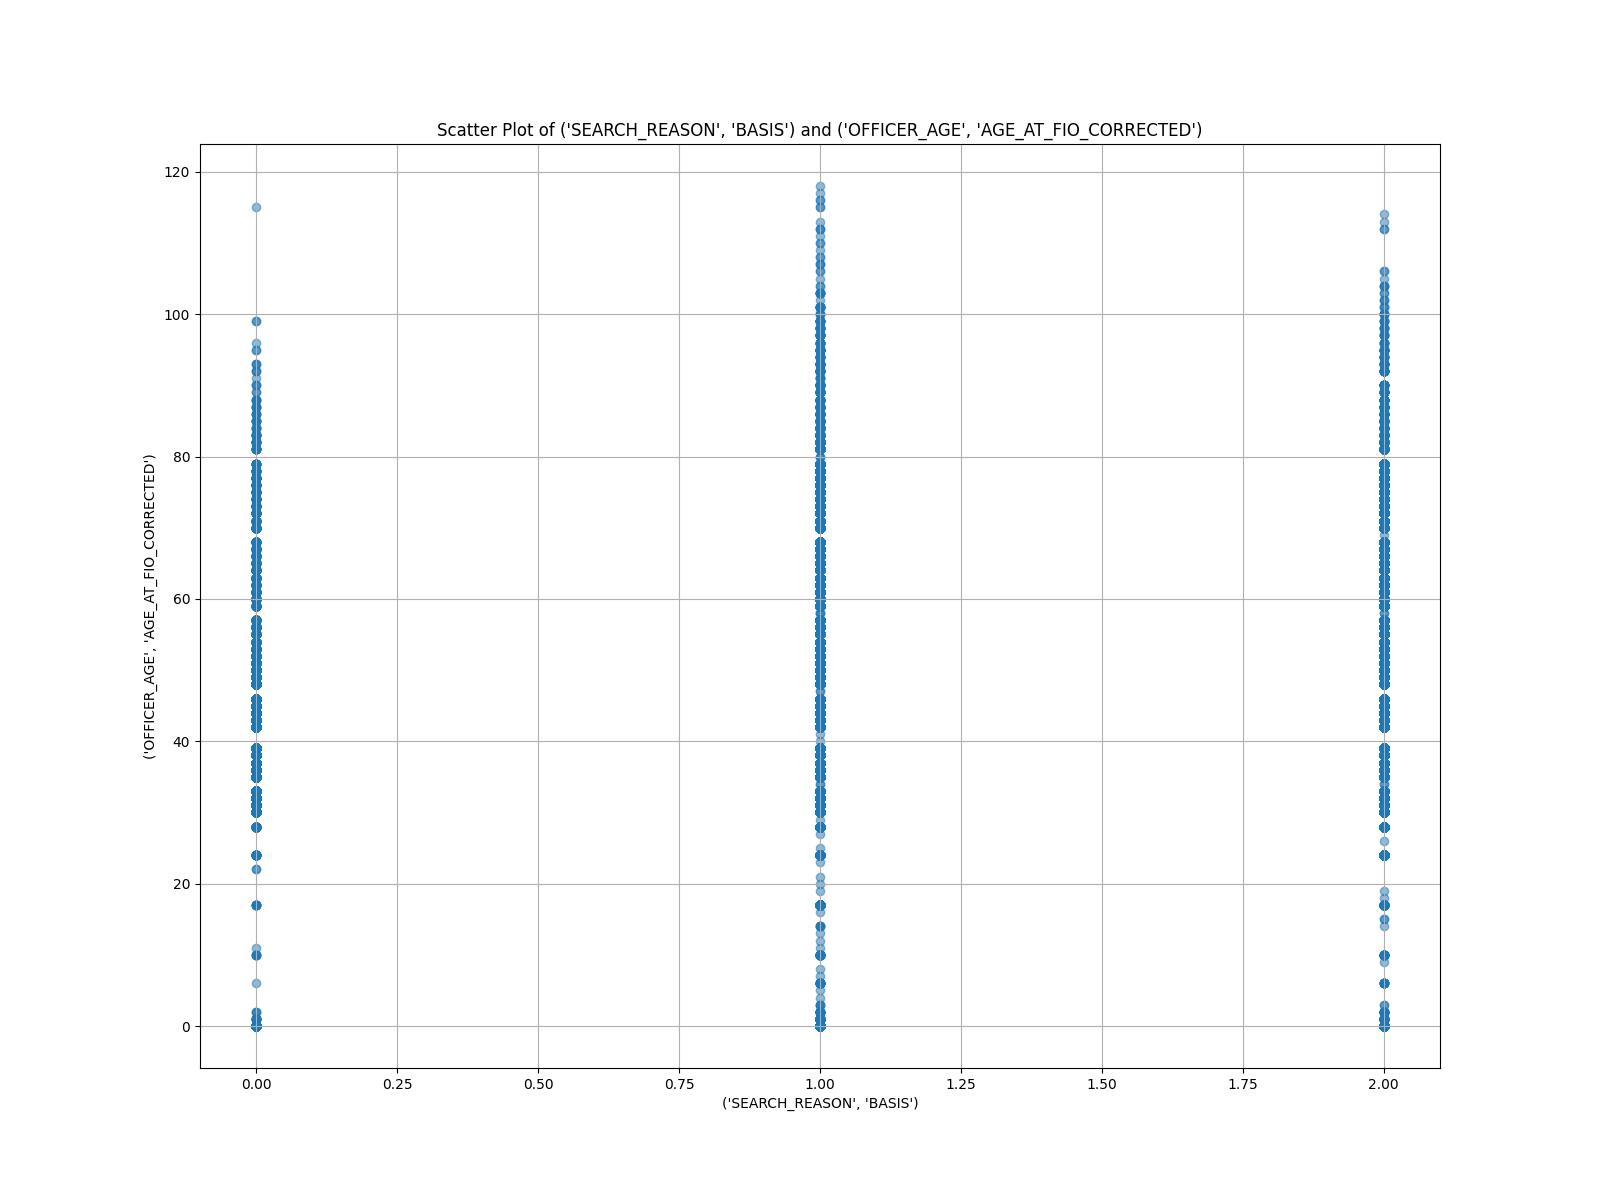 Scatter Plot of ('SEARCH_REASON', 'BASIS') and ('OFFICER_AGE', 'AGE_AT_FIO_CORRECTED')
120
100
80
60
40
20
0
('OFFICER_AGE', 'AGE_AT_FIO_CORRECTED')
0.00 0.25 0.50 0.75 1.00 1.25 1.50 1.75 2.00
('SEARCH_REASON', 'BASIS')